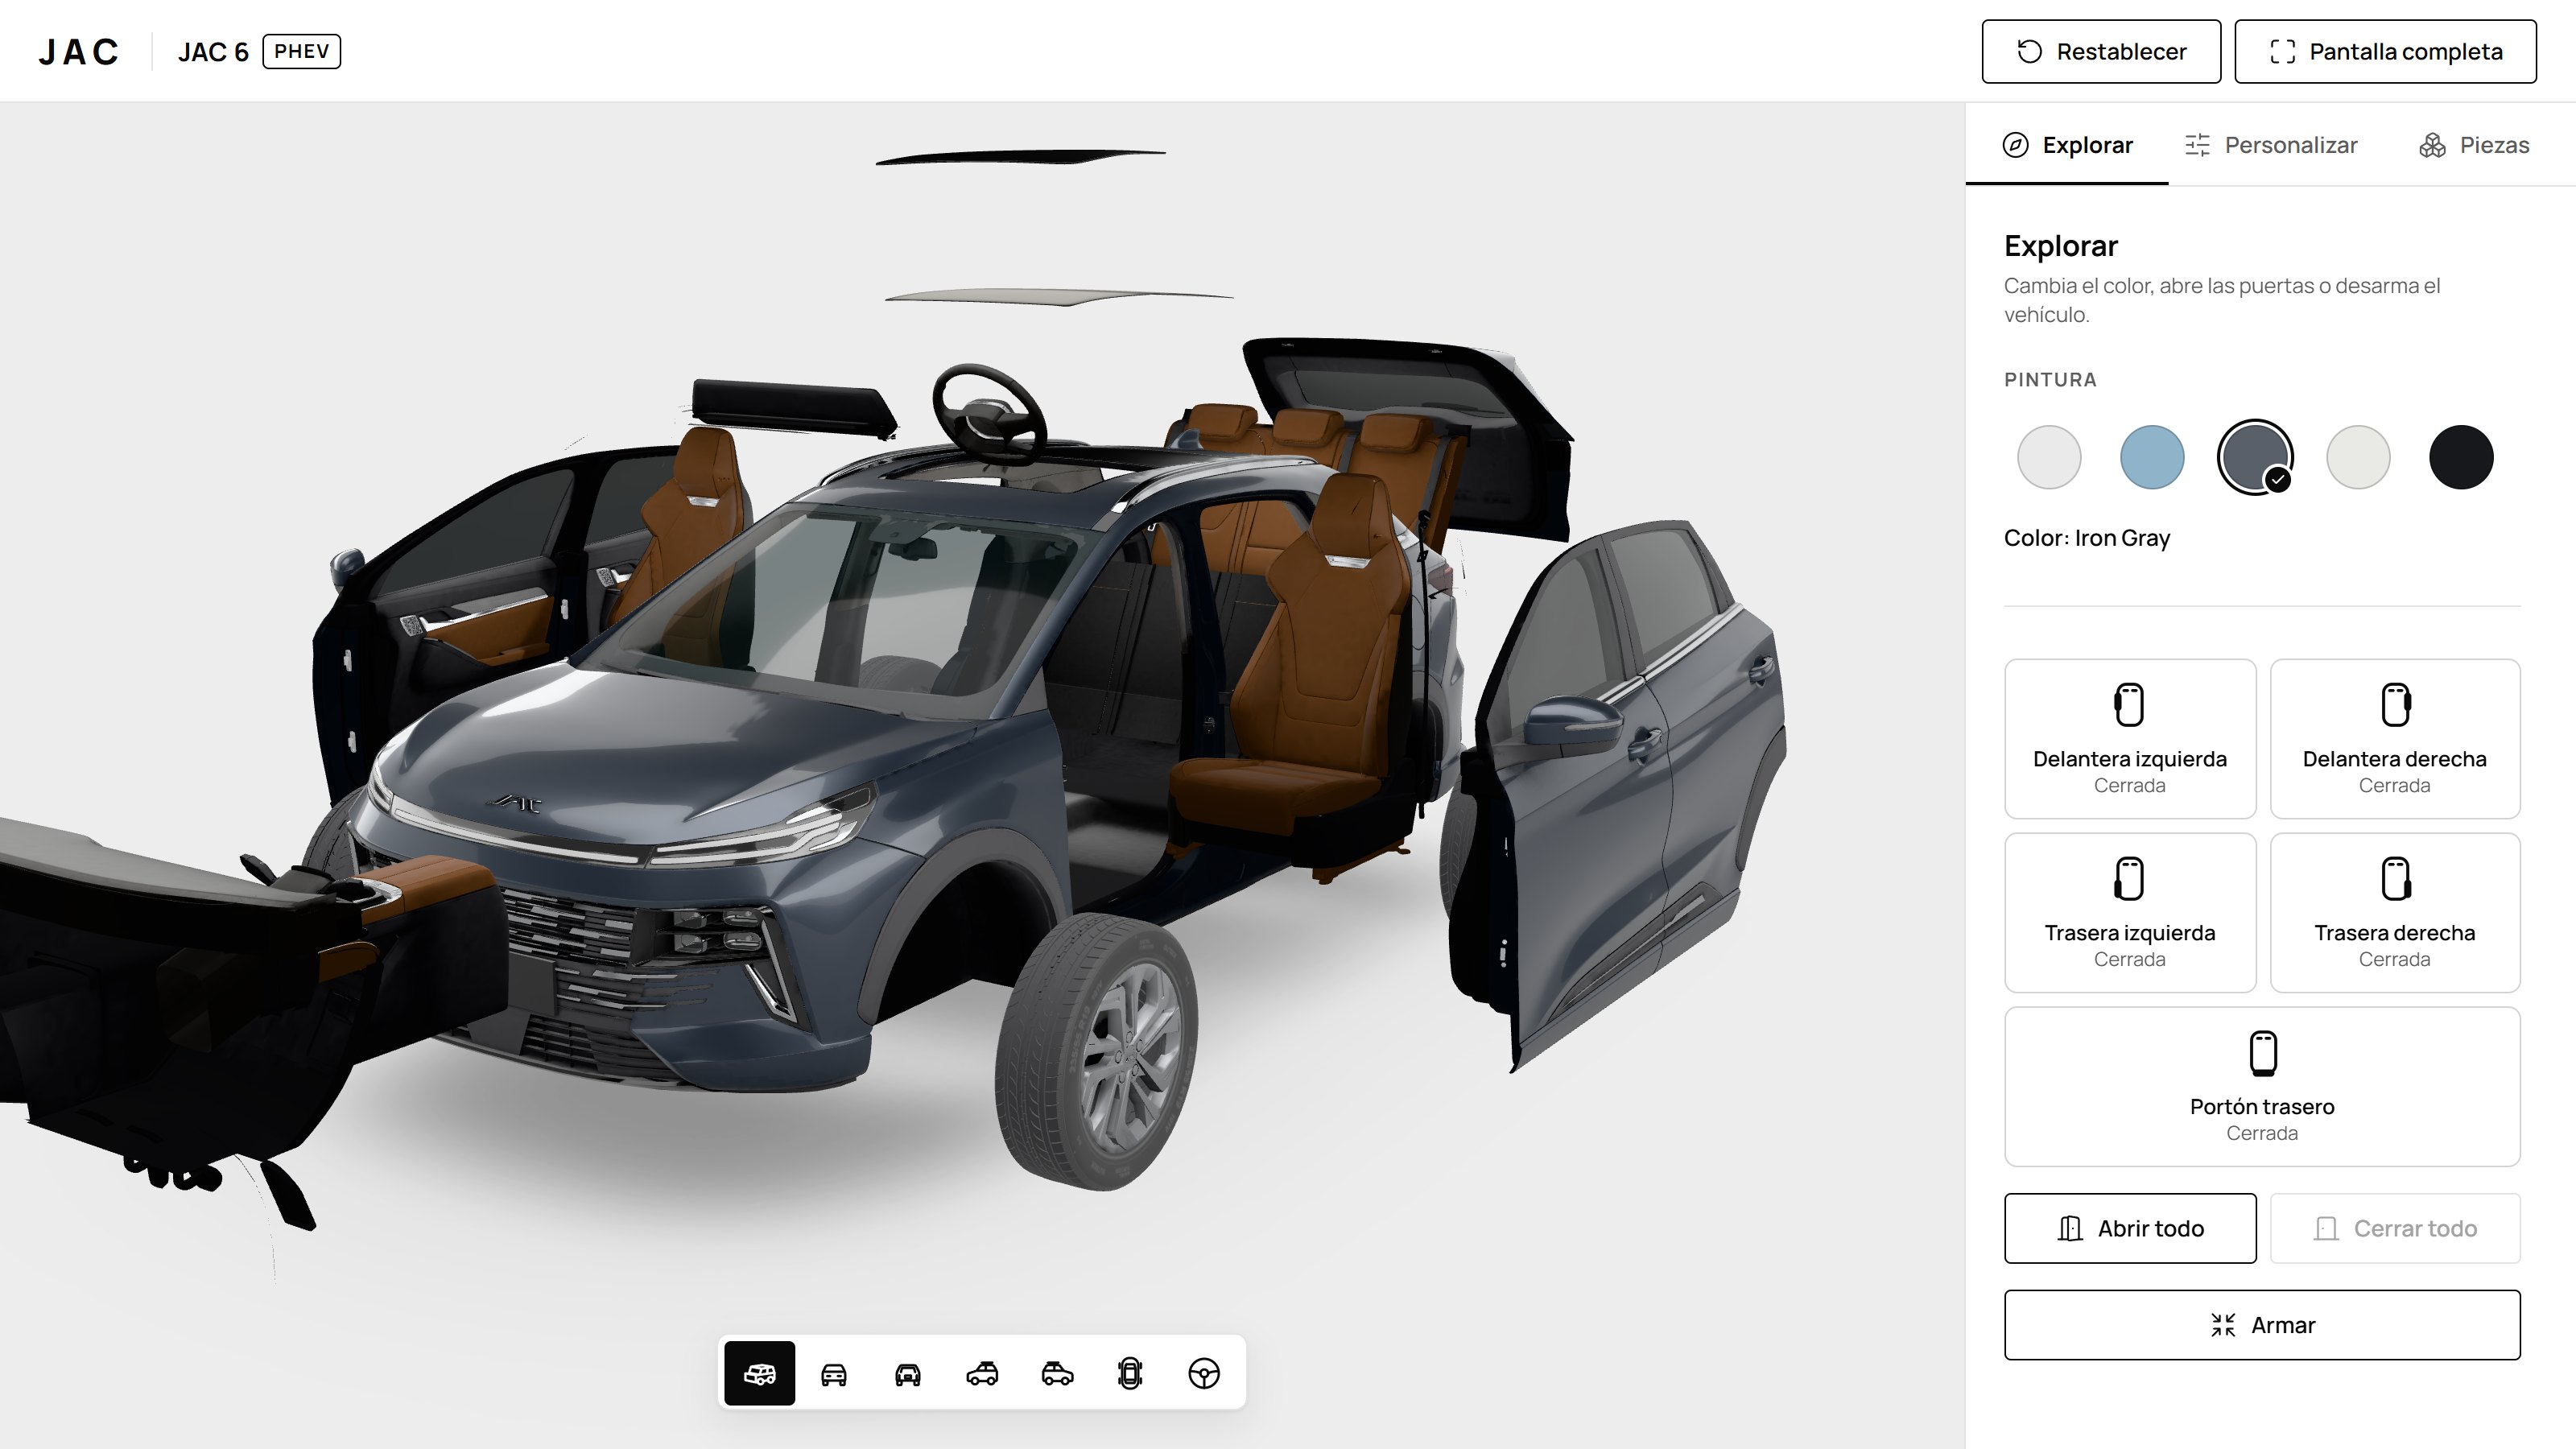 JAC
JAC 6
PHEV
Restablecer
Pantalla completa
Explorar
Personalizar
Piezas
Explorar
Cambia el color, abre las puertas o desarma el
vehículo.
PINTURA
Color: Iron Gray
Delantera izquierda
Cerrada
Delantera derecha
Cerrada
Trasera izquierda
Cerrada
Trasera derecha
Cerrada
Portón trasero
Cerrada
Abrir todo
Cerrar todo
Armar
JAC